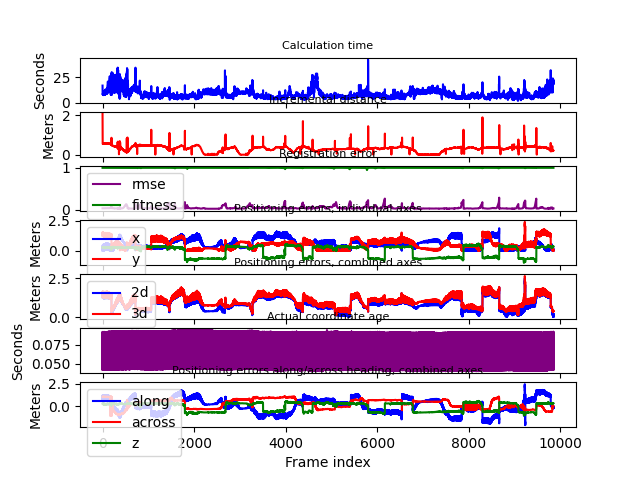 Calculation time
Seconds
25
0
Incremental distance
Meters
2
0
Registration error
1
0
rmse
fitness
Positioning errors, individual axes
Meters
2.5
0.0
x
y
Positioning errors, combined axes
Meters
2.5
0.0
2d
3d
Actual coordinate age
Seconds
0.075
0.050
Positioning errors along/across heading, combined axes
Meters
2.5
0.0
along
across
z
0 2000 4000 6000 8000 10000
Frame index